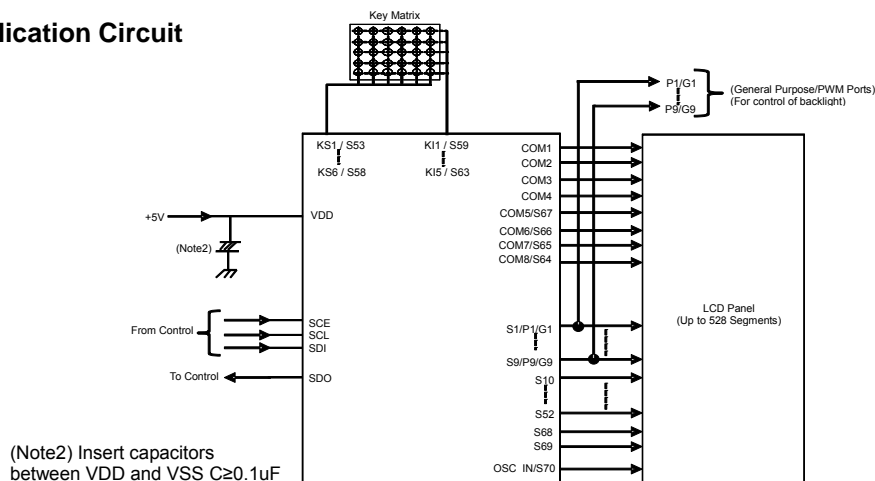 lication Circuit
Key Matrix
P1/G1
P9/G9
(General Purpose/PWM Ports)
(For control of backlight)
KS1 / S53
KS6 / S58
KI1 / S59
KI5 / S63
COM1
COM2
COM3
COM4
COM5/S67
COM6/S66
COM7/S65
COM8/S64
+5V
VDD
(Note2)
LCD Panel
(Up to 528 Segments)
From Control
SCE
SCL
SDI
To Control
SDO
S1/P1/G1
S9/P9/G9
S10
S52
S68
S69
OSC_IN/S70
(Note2) Insert capacitors
between VDD and VSS C≥0.1uF